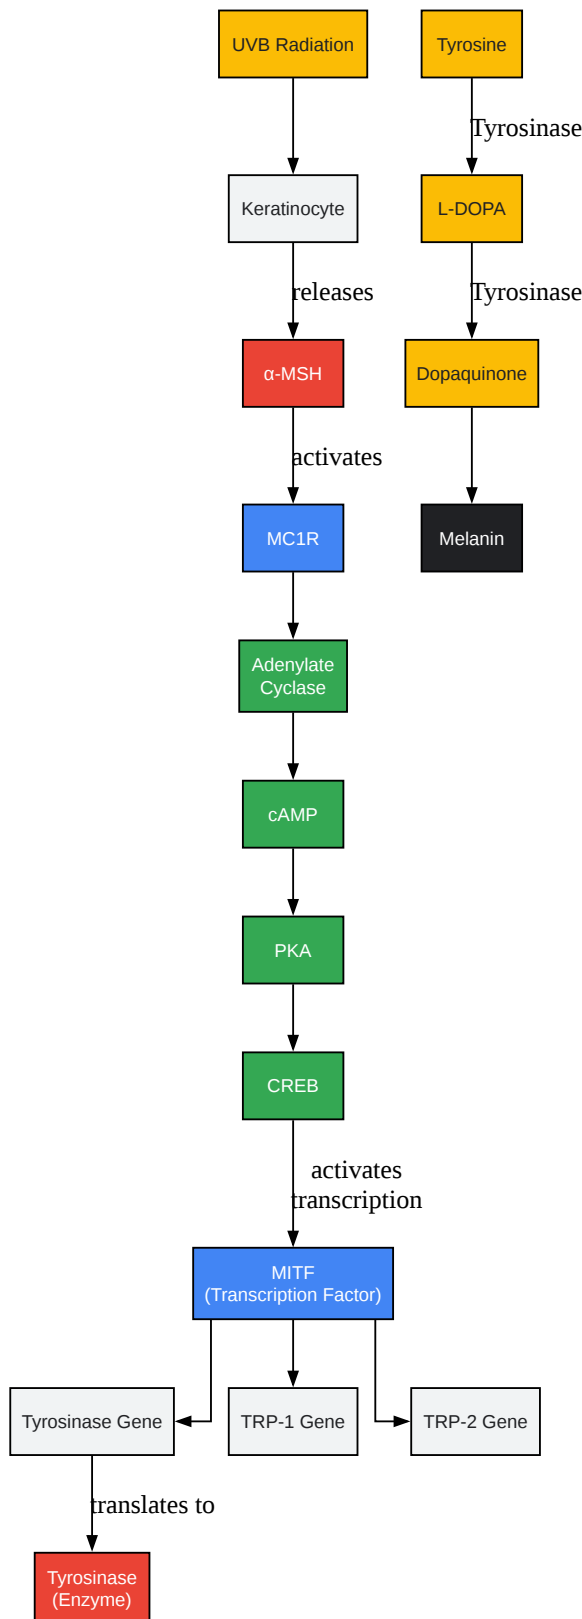 UVB Radiation
Tyrosine
Tyrosinase
Keratinocyte
L-DOPA
releases
Tyrosinase
α-MSH
Dopaquinone
activates
MC1R
Melanin
Adenylate
Cyclase
cAMP
PKA
CREB
activates
transcription
MITF
(Transcription Factor)
Tyrosinase Gene
TRP-1 Gene
TRP-2 Gene
translates to
Tyrosinase
(Enzyme)